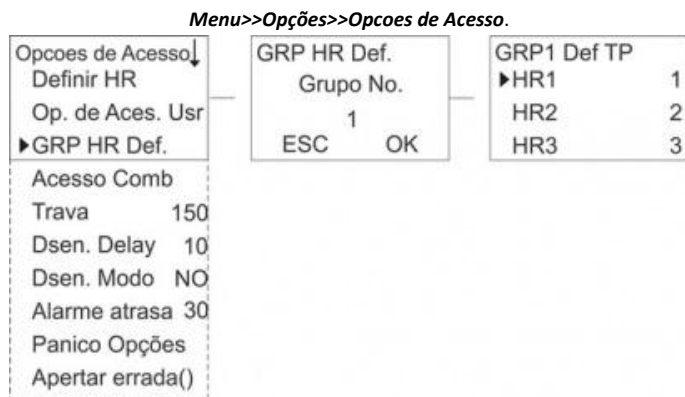 Menu>>Opções>>Opcoes de Acesso.
Opcoes de Acesso↓
Definir HR
Op. de Aces. Usr
▶GRP HR Def.
Acesso Comb
Trava 150
Dsen. Delay 10
Dsen. Modo NO
Alarme atrasa 30
Panico Opções
Apertar errada()
GRP HR Def.
Grupo No.
1
ESC OK
GRP1 Def TP
▶HR1 1
HR2 2
HR3 3